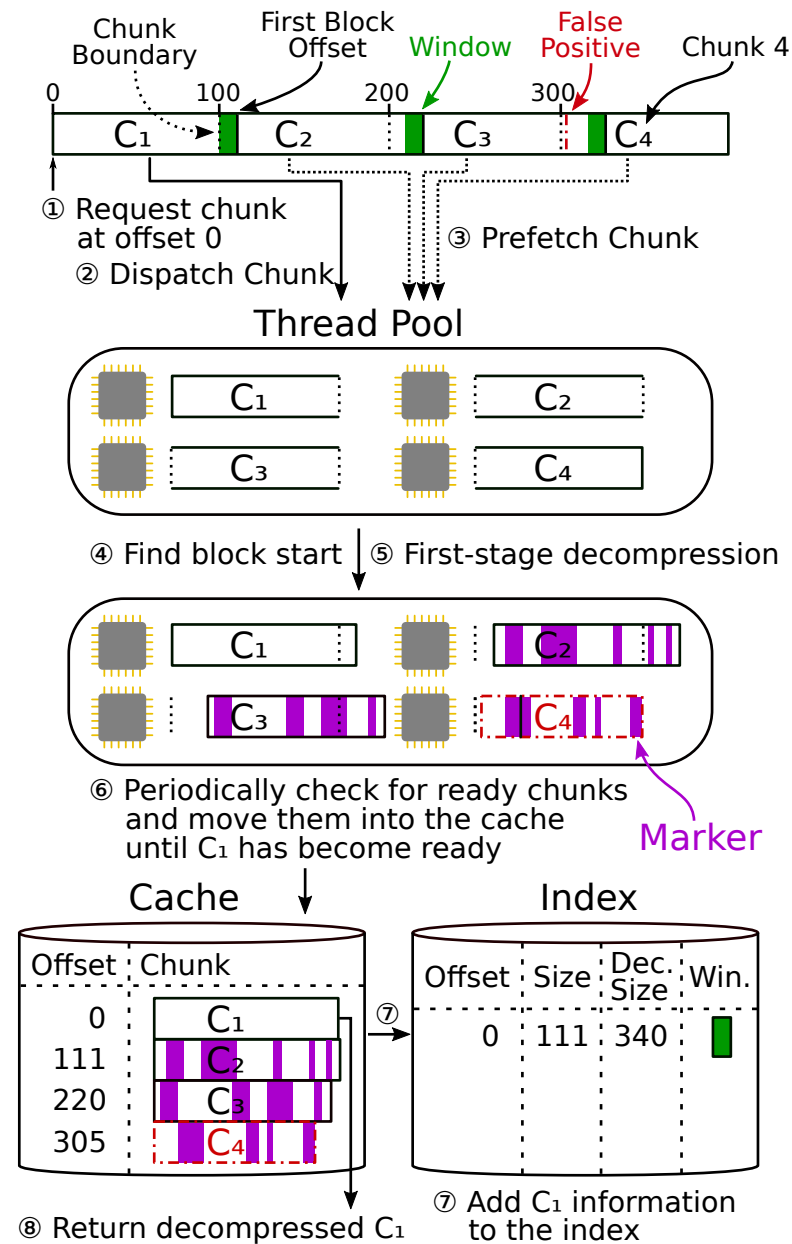 Chunk Boundary
First Block Offset
Window
False Positive
Chunk 4
0 100 200 300
C₁ C₂ C₃ C₄
① Request chunk
at offset 0
② Dispatch Chunk
③ Prefetch Chunk
Thread Pool
C₁ C₂
C₃ C₄
④ Find block start
⑤ First-stage decompression
C₁ C₂
C₃ C₄
⑥ Periodically check for ready chunks
and move them into the cache
until C₁ has become ready
Marker
Cache
Offset Chunk
0 C₁
111 C₂
220 C₃
305 C₄
⑦
Index
Offset Size Dec. Size Win.
0 111 340
⑦ Add C₁ information
to the index
⑧ Return decompressed C₁